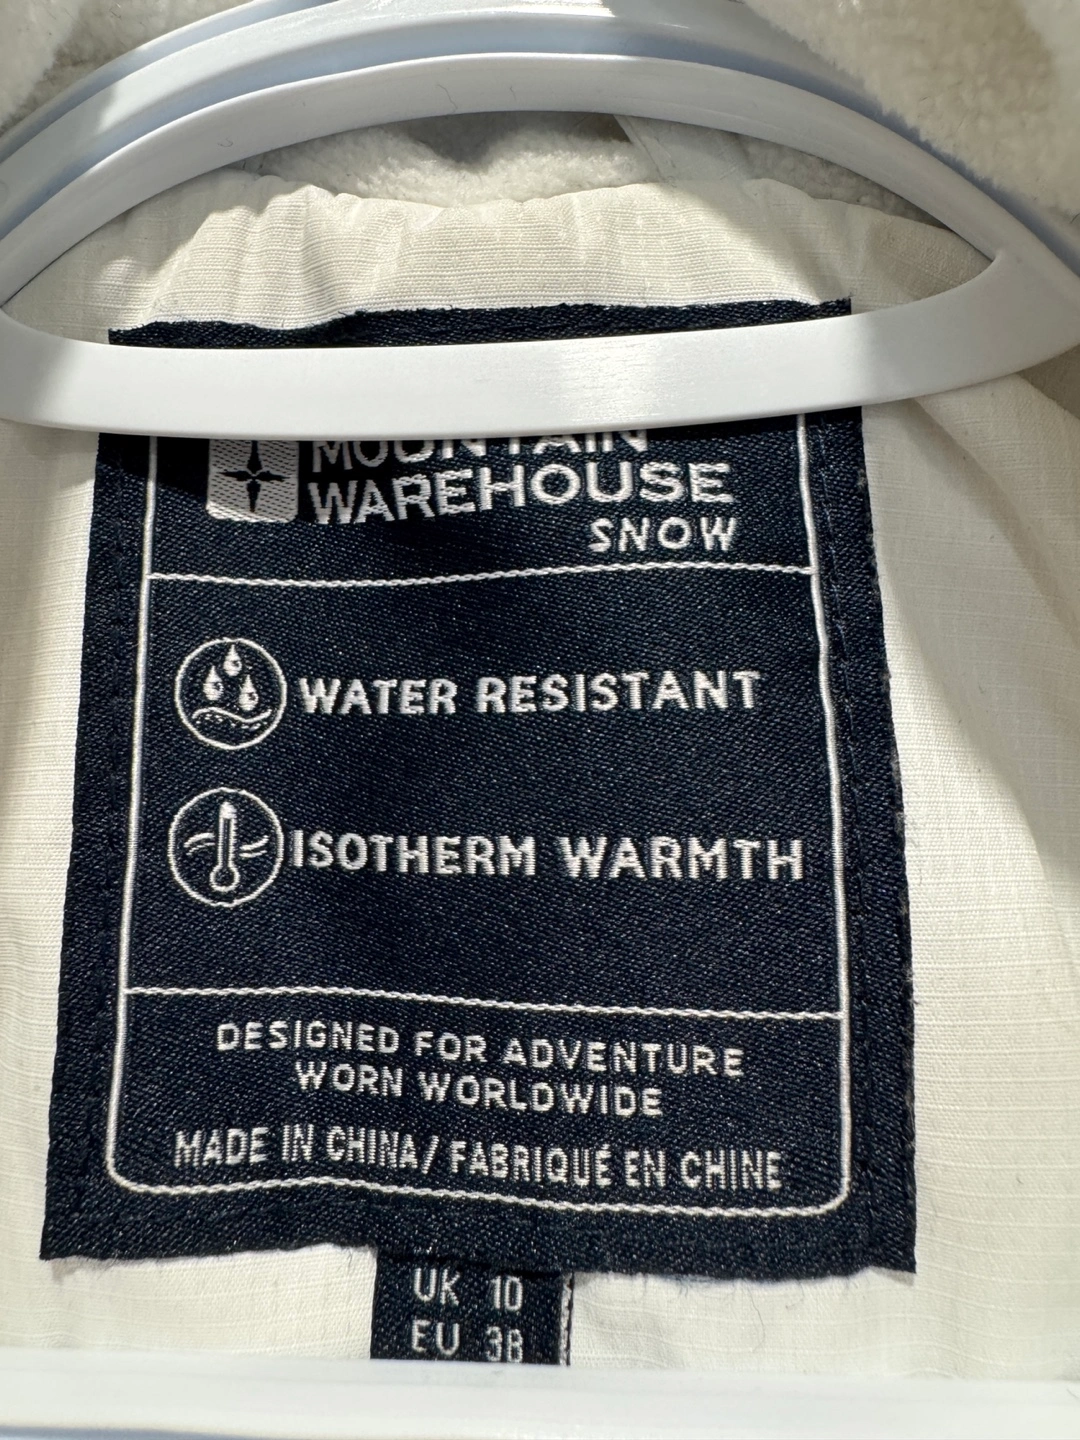 MOUNTAIN
WAREHOUSE
SNOW
WATER RESISTANT
ISOTHERM WARMTH
DESIGNED FOR ADVENTURE
WORN WORLDWIDE
MADE IN CHINA/ FABRIQUÉ EN CHINE
UK 10
EU 38